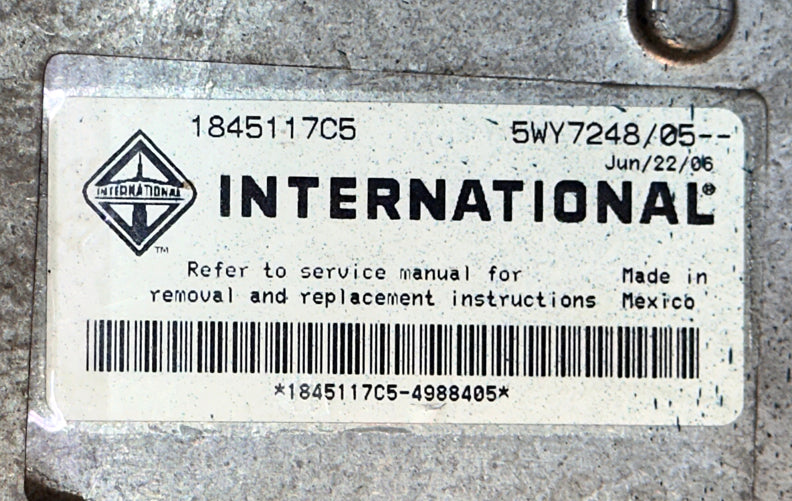 1845117C5 5WY7248/05--
Jun/22/06
INTERNATIONAL
INTERNATIONAL®
TM
Refer to service manual for Made in
removal and replacement instructions Mexico
*1845117C5-4988405*